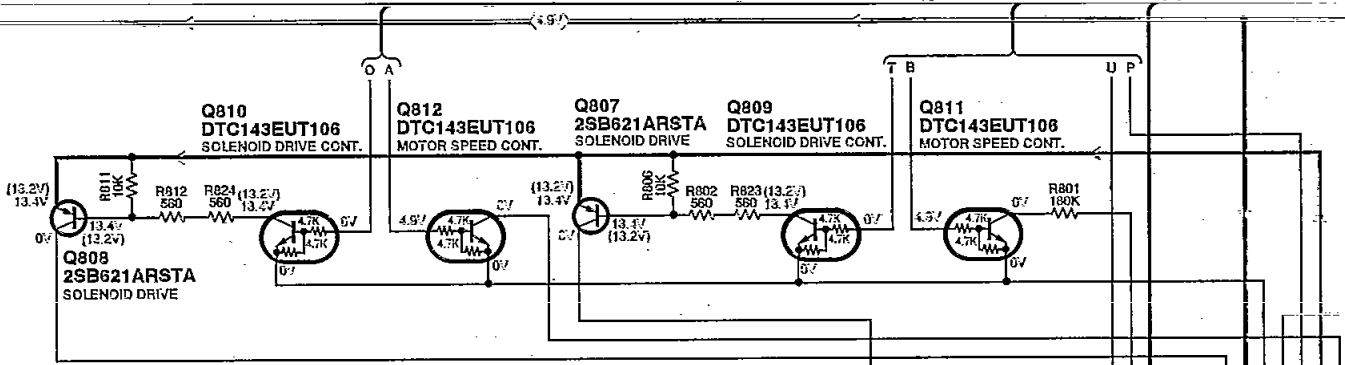 (4.9V)
O A
T B
U P
Q810
DTC143EUT106
SOLENOID DRIVE CONT.
Q812
DTC143EUT106
MOTOR SPEED CONT.
Q807
2SB621ARSTA
SOLENOID DRIVE
Q809
DTC143EUT106
SOLENOID DRIVE CONT.
Q811
DTC143EUT106
MOTOR SPEED CONT.
(13.2V)
13.4V
0V
R811
10K
13.4V
(13.2V)
R812
560
R824
560
(13.2V)
13.4V
4.7K
4.7K
0V
0V
4.9V
4.7K
4.7K
0V
0V
(13.2V)
13.4V
0V
R806
10K
13.4V
(13.2V)
R802
560
R823
560
(13.2V)
13.4V
4.7K
4.7K
0V
0V
4.9V
4.7K
4.7K
0V
0V
R801
180K
Q808
2SB621ARSTA
SOLENOID DRIVE